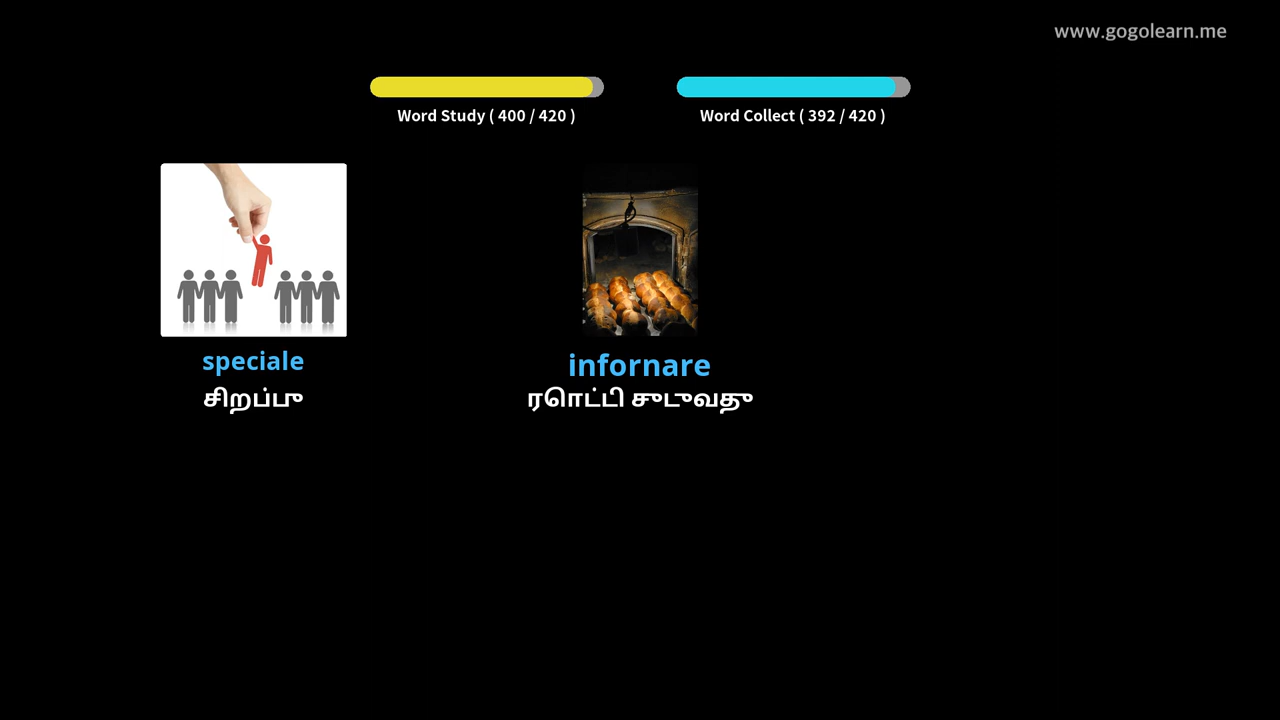 www.gogolearn.me
Word Study ( 400 / 420 )
Word Collect ( 392 / 420 )
speciale
சிறப்பு
infornare
ரொட்டி சுடுவது